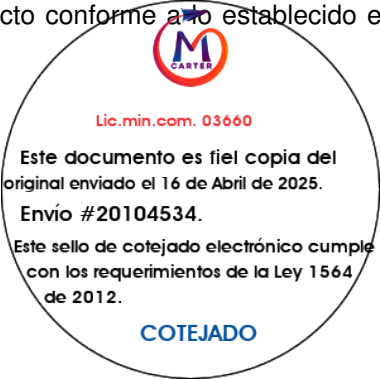 cto conforme a lo establecido e
M
CARTER
Lic.min.com. 03660
Este documento es fiel copia del
original enviado el 16 de Abril de 2025.
Envío #20104534.
Este sello de cotejado electrónico cumple
con los requerimientos de la Ley 1564
de 2012.
COTEJADO